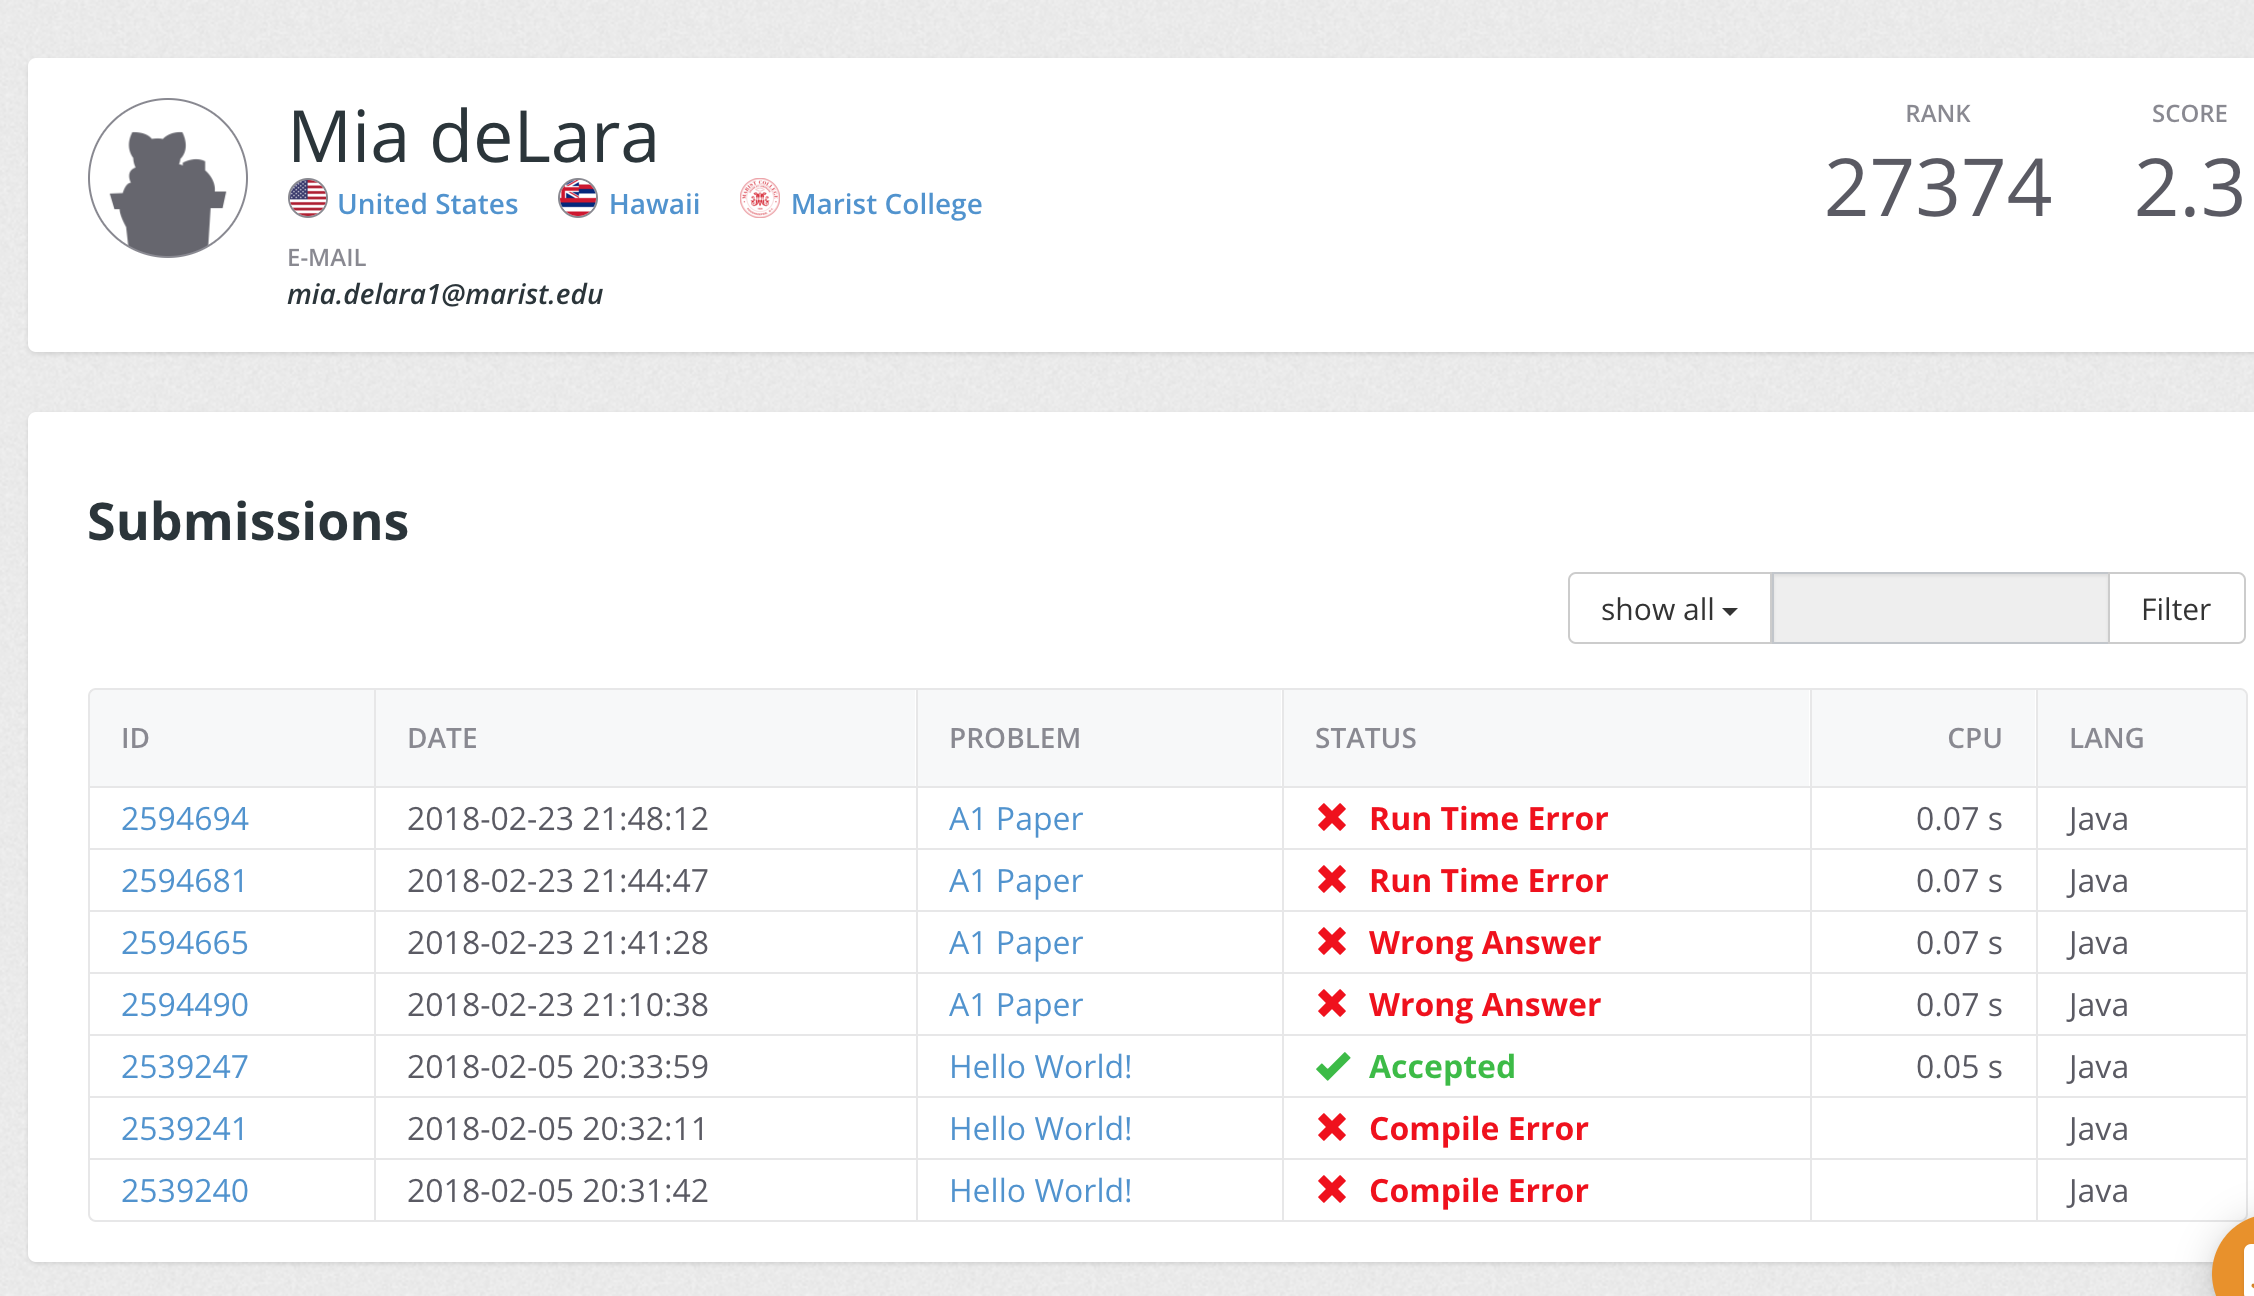 Mia deLara
RANK
SCORE
27374
2.3
United States
Hawaii
Marist College
E-MAIL
mia.delara1@marist.edu
Submissions
show all
Filter
ID DATE PROBLEM STATUS CPU LANG
2594694 2018-02-23 21:48:12 A1 Paper Run Time Error 0.07 s Java
2594681 2018-02-23 21:44:47 A1 Paper Run Time Error 0.07 s Java
2594665 2018-02-23 21:41:28 A1 Paper Wrong Answer 0.07 s Java
2594490 2018-02-23 21:10:38 A1 Paper Wrong Answer 0.07 s Java
2539247 2018-02-05 20:33:59 Hello World! Accepted 0.05 s Java
2539241 2018-02-05 20:32:11 Hello World! Compile Error Java
2539240 2018-02-05 20:31:42 Hello World! Compile Error Java